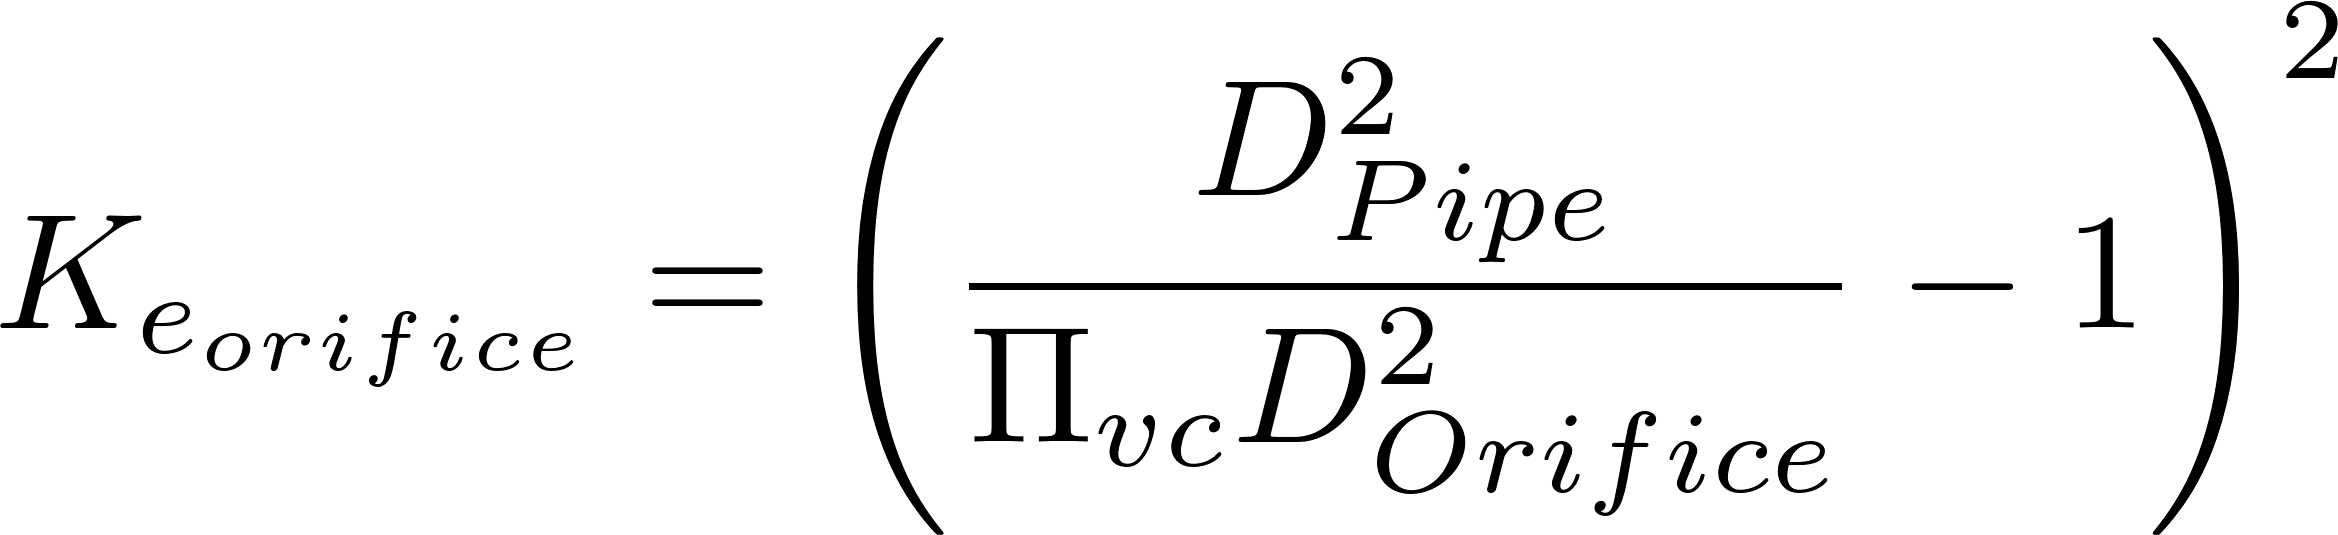 K_{e_{orifice}} = \left( \frac{D_{Pipe}^2}{\Pi_{vc} D_{Orifice}^2} - 1 \right)^2